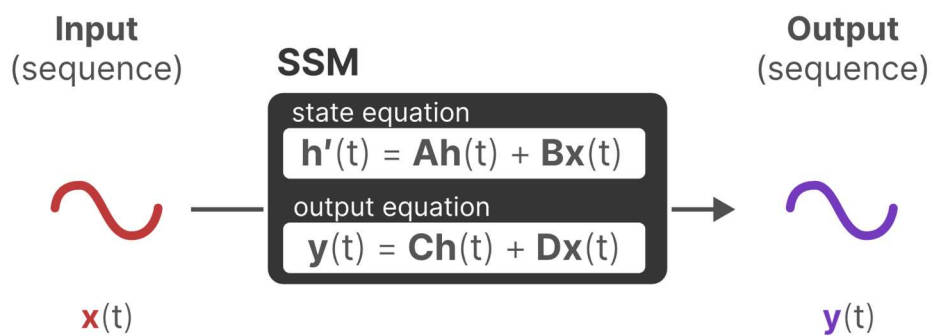 Input
(sequence)
SSM
state equation
h'(t) = Ah(t) + Bx(t)
output equation
y(t) = Ch(t) + Dx(t)
Output
(sequence)
x(t)
y(t)